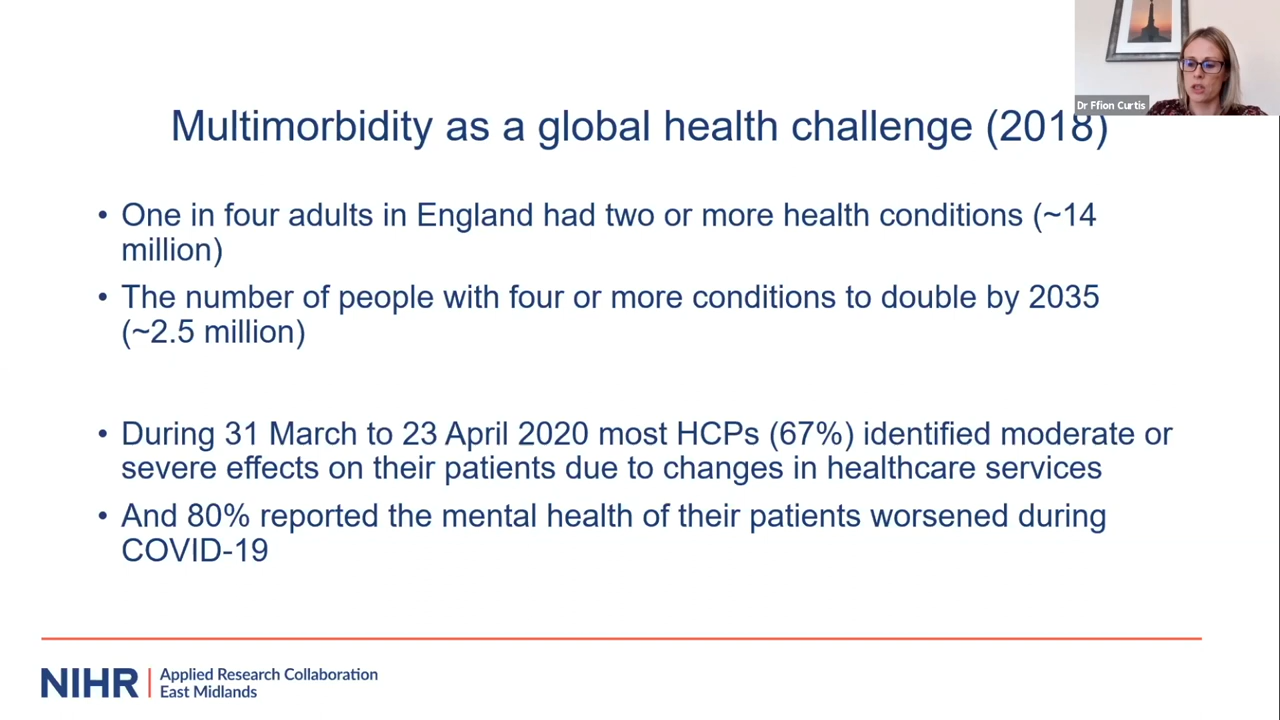 Dr Ffion Curtis
Multimorbidity as a global health challenge (2018)
• One in four adults in England had two or more health conditions (~14
million)
• The number of people with four or more conditions to double by 2035
(~2.5 million)
• During 31 March to 23 April 2020 most HCPs (67%) identified moderate or
severe effects on their patients due to changes in healthcare services
• And 80% reported the mental health of their patients worsened during
COVID-19
NIHR | Applied Research Collaboration
East Midlands